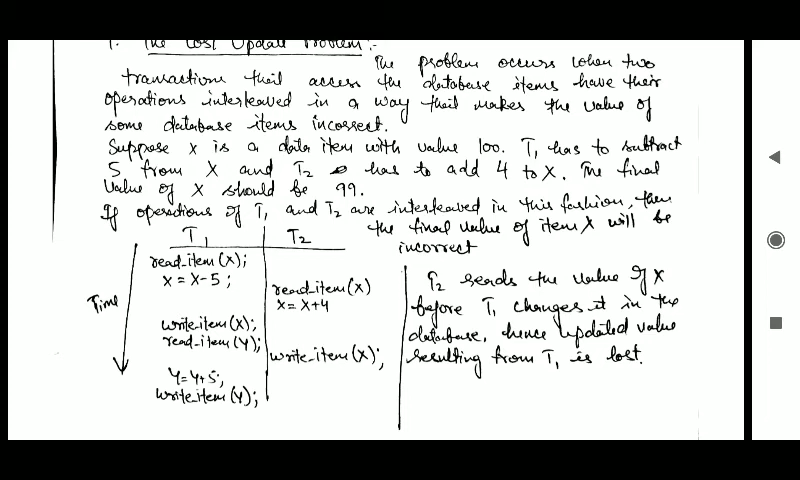 1. The Lost Update Problem:-
The problem occurs when two
transactions that access the database items have their
operations interleaved in a way that makes the value of
some database items incorrect.
Suppose X is a data item with value 100. T1 has to subtract
5 from X and T2 has to add 4 to X. The final
value of X should be 99.
If operations of T1 and T2 are interleaved in this fashion, then
the final value of item X will be
incorrect
T1 T2
Time
read_item(X);
X = X-5;
read_item(X)
X = X+4
write_item(X);
read_item(Y);
write_item(X);
Y=Y+5;
write_item(Y);
T2 reads the value of X
before T1 changes it in the
database, hence updated value
resulting from T1 is lost.